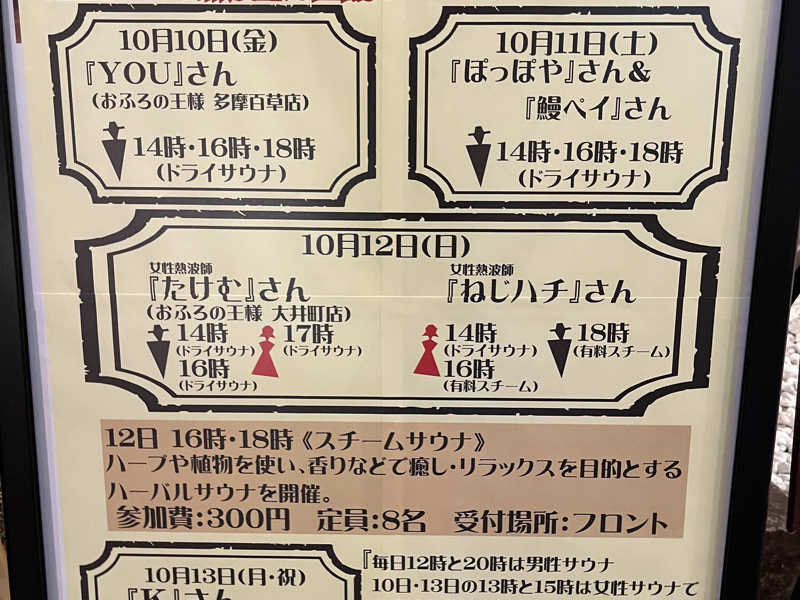 10月10日(金)
『YOU』さん
(おふろの王様 多摩百草店)
14時・16時・18時
(ドライサウナ)
10月11日(土)
『ぽっぽや』さん&
『鰻ペイ』さん
14時・16時・18時
(ドライサウナ)
10月12日(日)
女性熱波師
『たけむ』さん
(おふろの王様 大井町店)
14時
(ドライサウナ)
16時
(ドライサウナ)
17時
(ドライサウナ)
女性熱波師
『ねじハチ』さん
14時
(ドライサウナ)
16時
(有料スチーム)
18時
(有料スチーム)
12日 16時・18時《スチームサウナ》
ハーブや植物を使い、香りなどで癒し・リラックスを目的とする
ハーバルサウナを開催。
参加費:300円 定員:8名 受付場所:フロント
10月13日(月・祝)
『K』さん
『毎日12時と20時は男性サウナ
10日・13日の13時と15時は女性サウナで